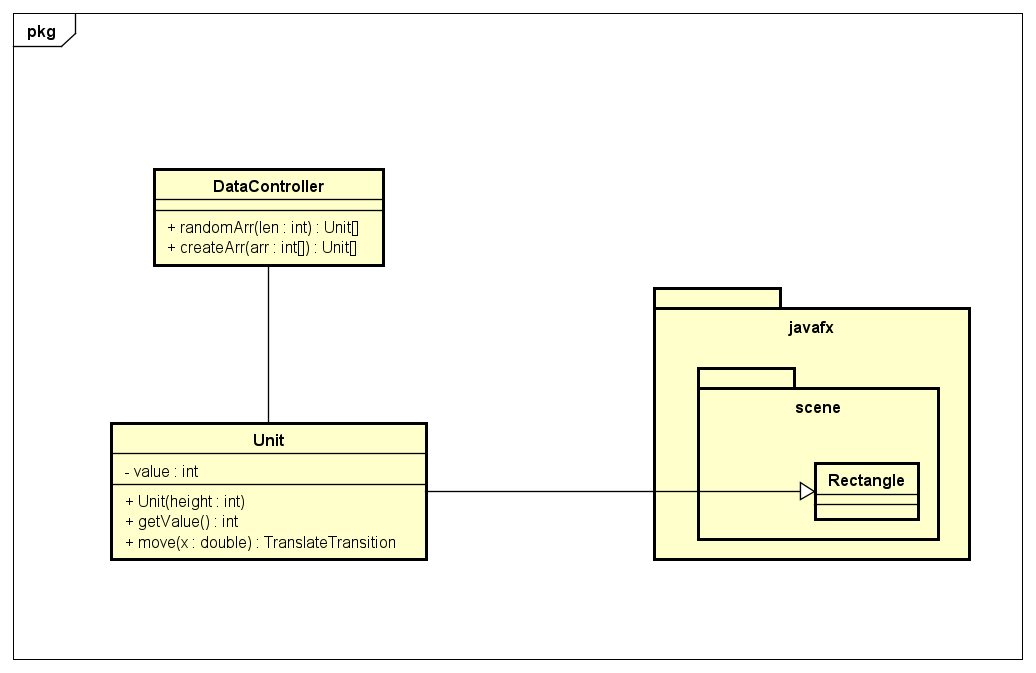 pkg
DataController
+ randomArr(len : int) : Unit[]
+ createArr(arr : int[]) : Unit[]
javafx
scene
Rectangle
Unit
- value : int
+ Unit(height : int)
+ getValue() : int
+ move(x : double) : TranslateTransition